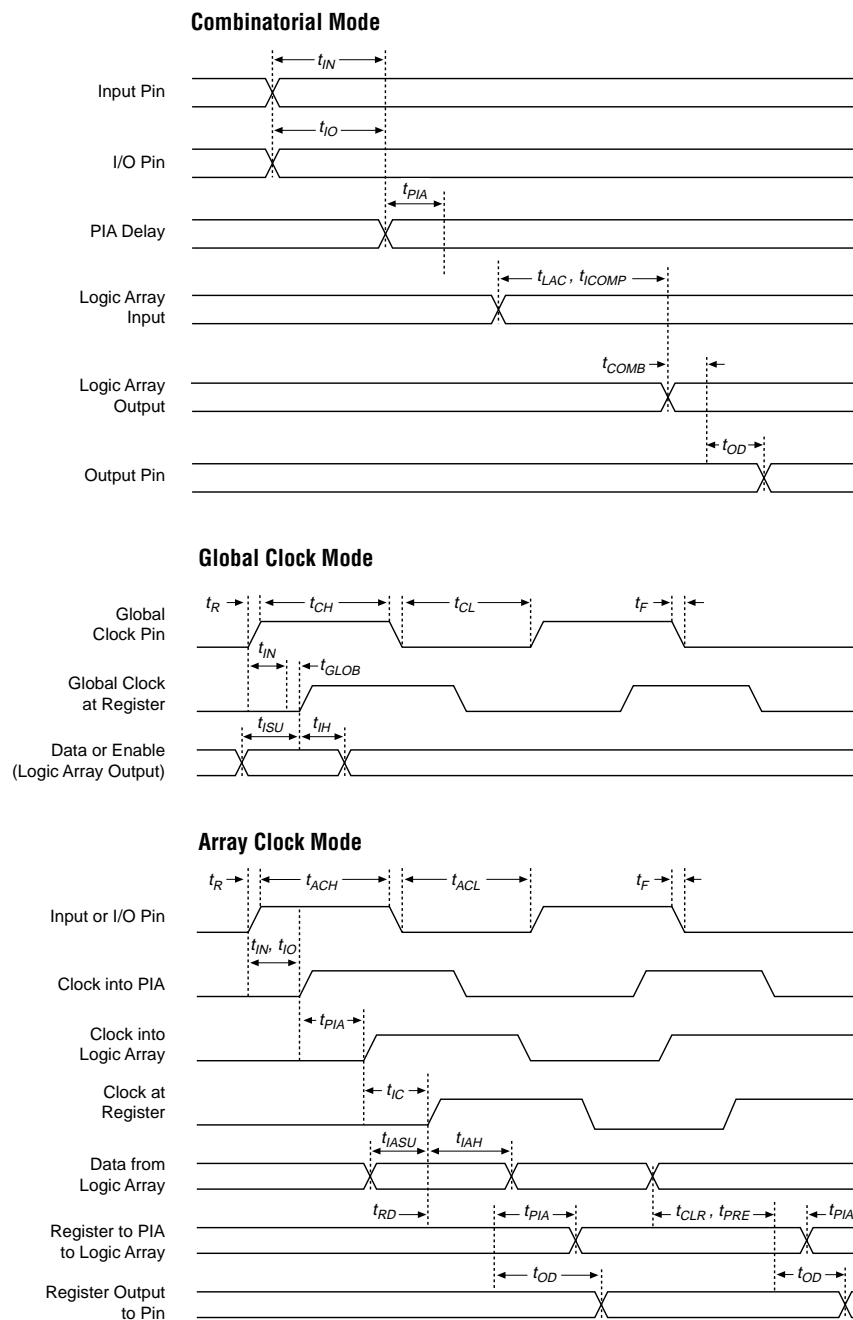 Combinatorial Mode
tIN
Input Pin
tIO
I/O Pin
tPIA
PIA Delay
tLAC , tICOMP
Logic Array
Input
tCOMB
Logic Array
Output
tOD
Output Pin
Global Clock Mode
tR tCH tCL tF
Global
Clock Pin
tIN tGLOB
Global Clock
at Register
tISU tIH
Data or Enable
(Logic Array Output)
Array Clock Mode
tR tACH tACL tF
Input or I/O Pin
tIN, tIO
Clock into PIA
tPIA
Clock into
Logic Array
tIC
Clock at
Register
tIASU tIAH
Data from
Logic Array
tRD tPIA tCLR , tPRE tPIA
Register to PIA
to Logic Array
tOD tOD
Register Output
to Pin